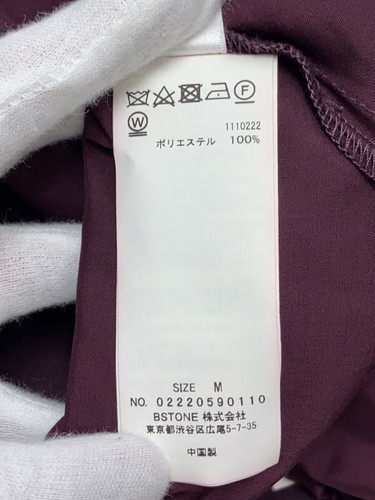 F
W
1110222
ポリエステル 100%
SIZE M
NO. 02220590110
BSTONE 株式会社
東京都渋谷区広尾5-7-35
中国製